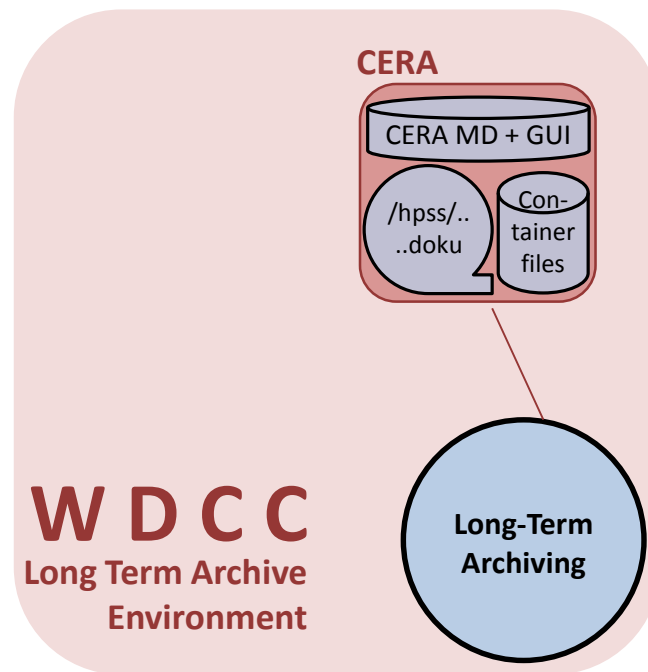 CERA
CERA MD + GUI
/hpss/..
..doku
Con-
tainer
files
Long-Term
Archiving
W D C C
Long Term Archive
Environment